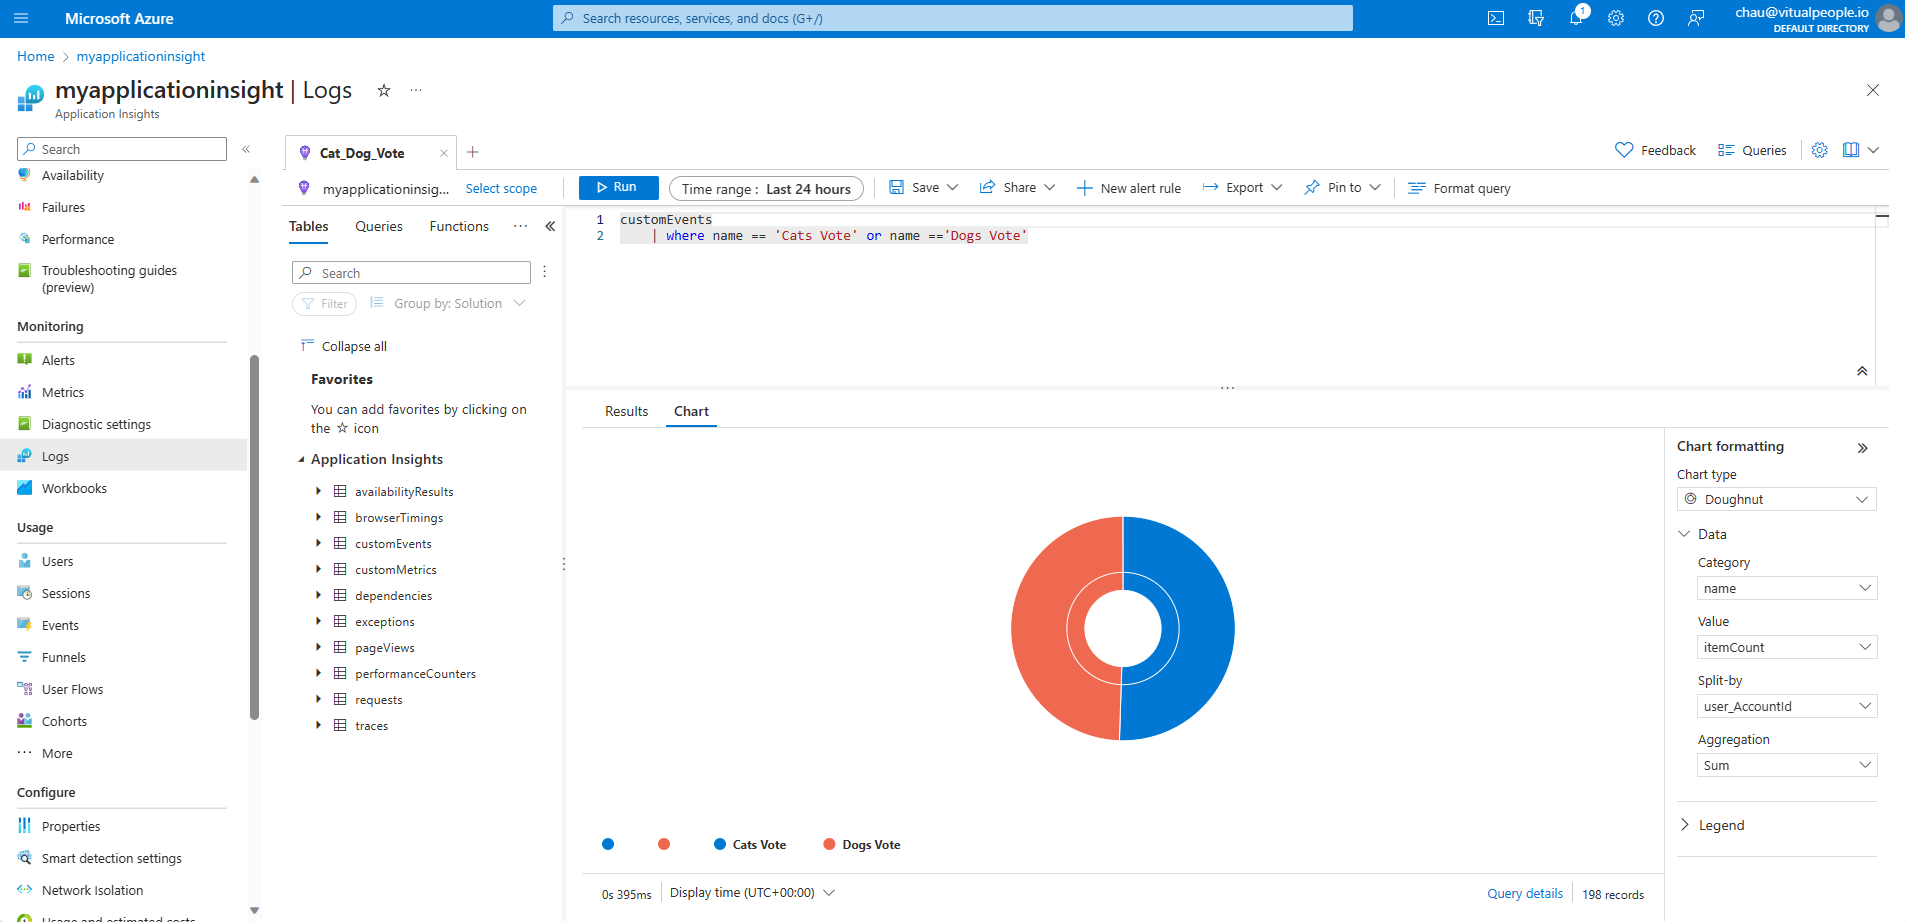 Microsoft Azure
Search resources, services, and docs (G+/)
1
chau@vitualpeople.io
DEFAULT DIRECTORY
Home > myapplicationinsight
myapplicationinsight | Logs
Application Insights
Search
Availability
Failures
Performance
Troubleshooting guides
(preview)
Monitoring
Alerts
Metrics
Diagnostic settings
Logs
Workbooks
Usage
Users
Sessions
Events
Funnels
User Flows
Cohorts
More
Configure
Properties
Smart detection settings
Network Isolation
Usage and estimated costs
Cat_Dog_Vote
Feedback
Queries
myapplicationinsig...
Select scope
Run
Time range : Last 24 hours
Save
Share
New alert rule
Export
Pin to
Format query
Tables
Queries
Functions
Search
Filter
Group by: Solution
Collapse all
Favorites
You can add favorites by clicking on
the ☆ icon
Application Insights
availabilityResults
browserTimings
customEvents
customMetrics
dependencies
exceptions
pageViews
performanceCounters
requests
traces
1 customEvents
2 | where name == 'Cats Vote' or name =='Dogs Vote'
Results
Chart
Cats Vote
Dogs Vote
0s 395ms
Display time (UTC+00:00)
Query details
198 records
Chart formatting
Chart type
Doughnut
Data
Category
name
Value
itemCount
Split-by
user_AccountId
Aggregation
Sum
Legend